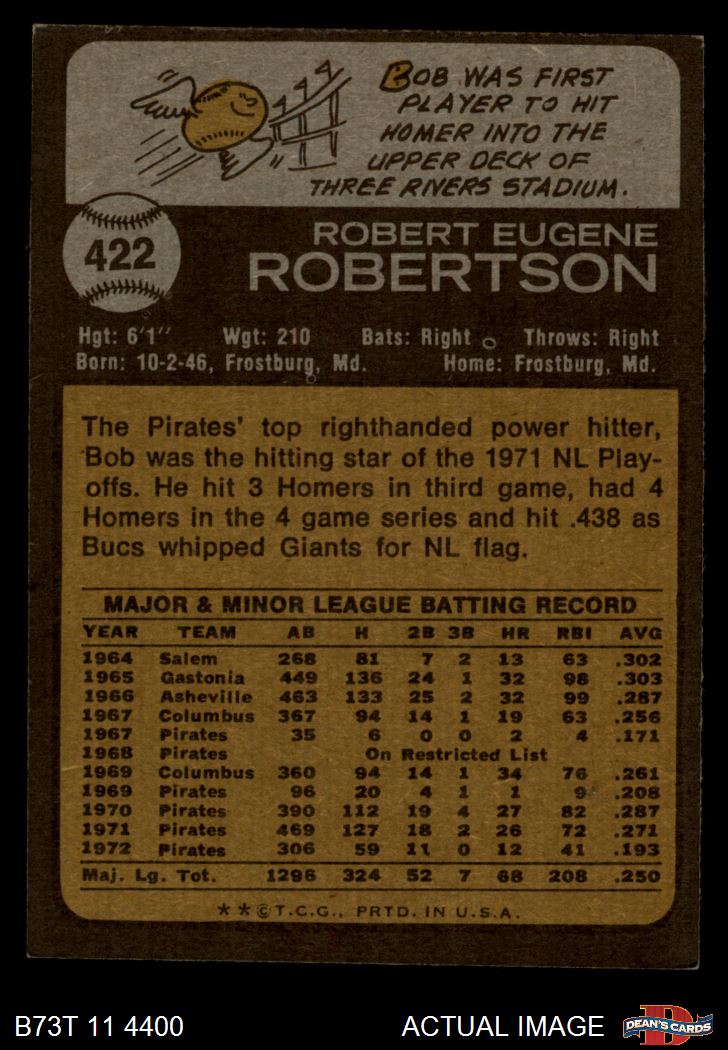 BOB WAS FIRST
PLAYER TO HIT
HOMER INTO THE
UPPER DECK OF
THREE RIVERS STADIUM.
422
ROBERT EUGENE
ROBERTSON
Hgt: 6'1" Wgt: 210 Bats: Right Throws: Right
Born: 10-2-46, Frostburg, Md. Home: Frostburg, Md.
The Pirates' top righthanded power hitter,
Bob was the hitting star of the 1971 NL Play-
offs. He hit 3 Homers in third game, had 4
Homers in the 4 game series and hit .438 as
Bucs whipped Giants for NL flag.
MAJOR & MINOR LEAGUE BATTING RECORD
YEAR TEAM AB H 2B 3B HR RBI AVG
1964 Salem 268 81 7 2 13 63 .302
1965 Gastonia 449 136 24 1 32 98 .303
1966 Asheville 463 133 25 2 32 99 .287
1967 Columbus 367 94 14 1 19 63 .256
1967 Pirates 35 6 0 0 2 4 .171
1968 Pirates On Restricted List
1969 Columbus 360 94 14 1 34 76 .261
1969 Pirates 96 20 4 1 1 9 .208
1970 Pirates 390 112 19 4 27 82 .287
1971 Pirates 469 127 18 2 26 72 .271
1972 Pirates 306 59 11 0 12 41 .193
Maj. Lg. Tot. 1296 324 52 7 68 208 .250
**©T.C.G., PRTD. IN U.S.A.
B73T 11 4400 ACTUAL IMAGE D DEAN'S CARDS